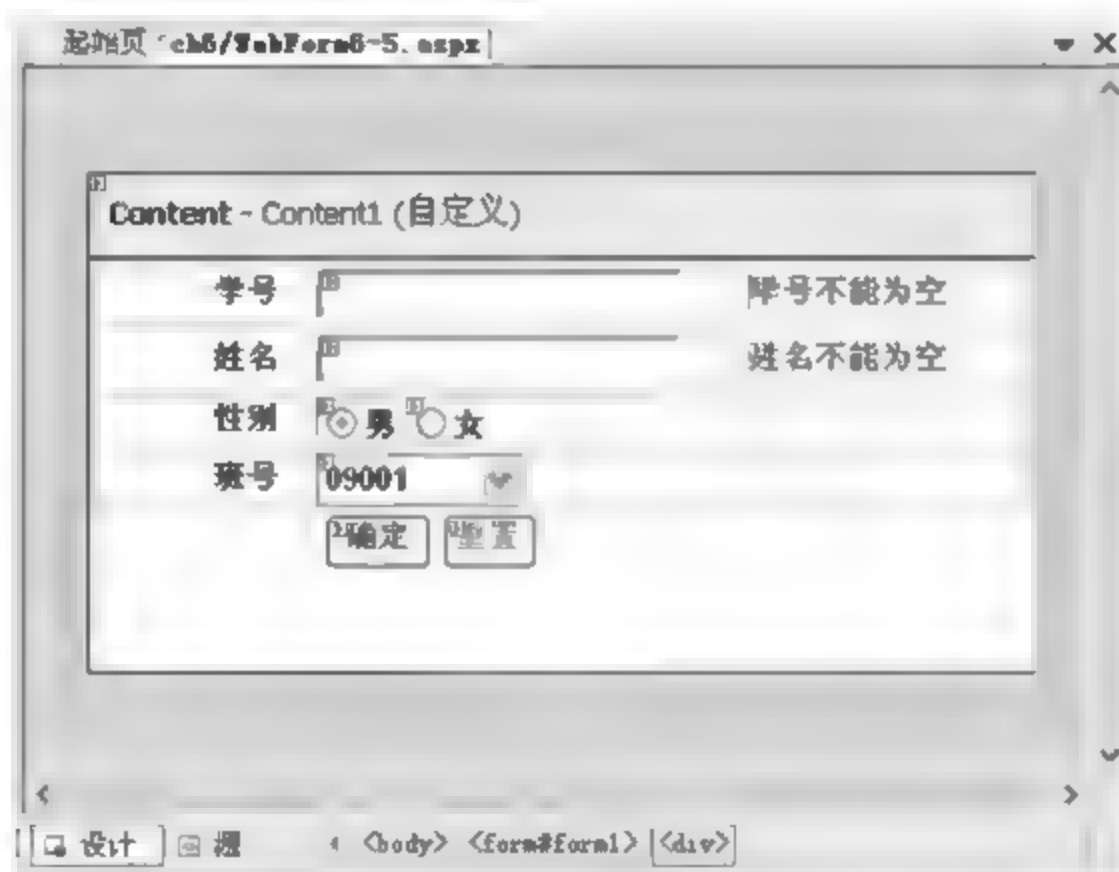 起始页 ch6/WebForm6-5.aspx
Content - Content1 (自定义)
学号 学号不能为空
姓名 姓名不能为空
性别 男 女
班号 09001
确定 重置
设计 源 <body> <form#form1> <div>